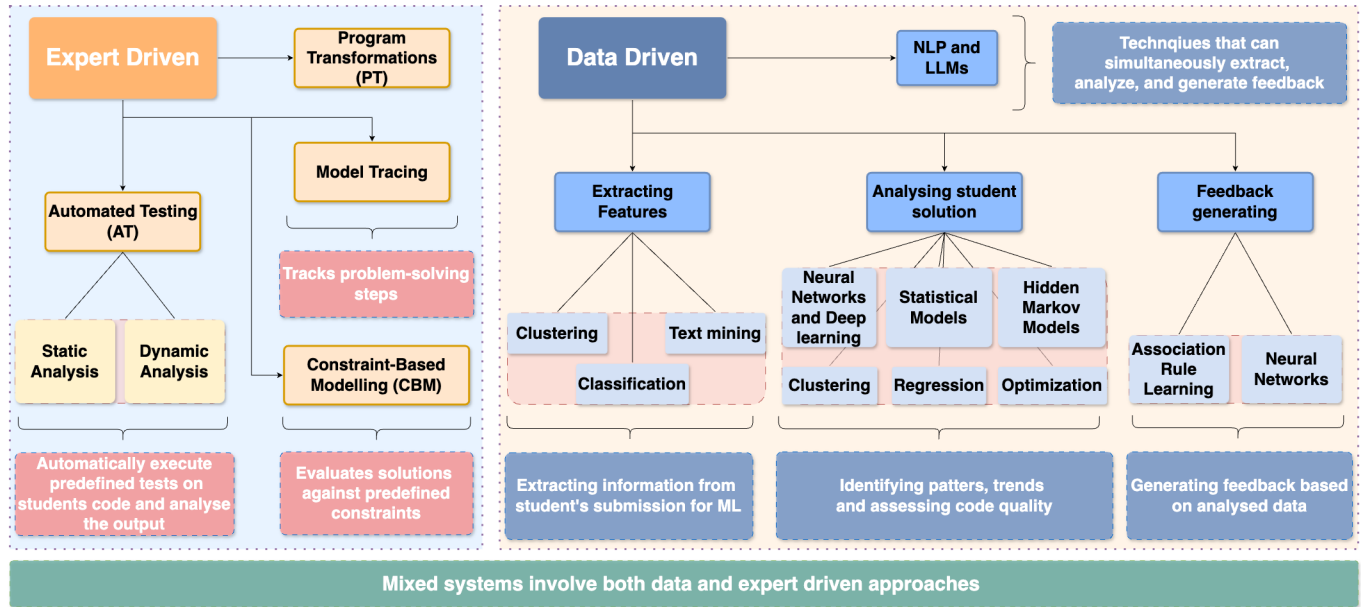 Expert Driven
Program
Transformations
(PT)
Model Tracing
Tracks problem-solving
steps
Automated Testing
(AT)
Static
Analysis
Dynamic
Analysis
Automatically execute
predefined tests on
students code and analyse
the output
Constraint-Based
Modelling (CBM)
Evaluates solutions
against predefined
constraints
Data Driven
NLP and
LLMs
Technqiues that can
simultaneously extract,
analyze, and generate feedback
Extracting
Features
Clustering
Text mining
Classification
Extracting information from
student's submission for ML
Analysing student
solution
Neural
Networks
and Deep
learning
Statistical
Models
Hidden
Markov
Models
Clustering
Regression
Optimization
Identifying patters, trends
and assessing code quality
Feedback
generating
Association
Rule
Learning
Neural
Networks
Generating feedback based
on analysed data
Mixed systems involve both data and expert driven approaches